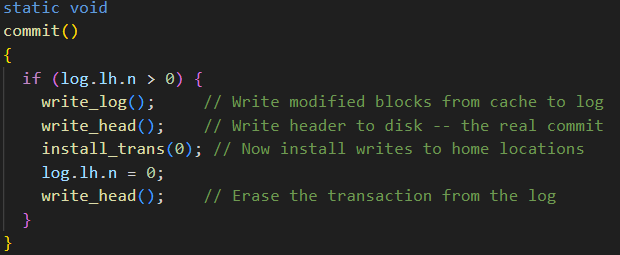 static void
commit()
{
  if (log.lh.n > 0) {
    write_log();     // Write modified blocks from cache to log
    write_head();    // Write header to disk -- the real commit
    install_trans(0); // Now install writes to home locations
    log.lh.n = 0;
    write_head();    // Erase the transaction from the log
  }
}